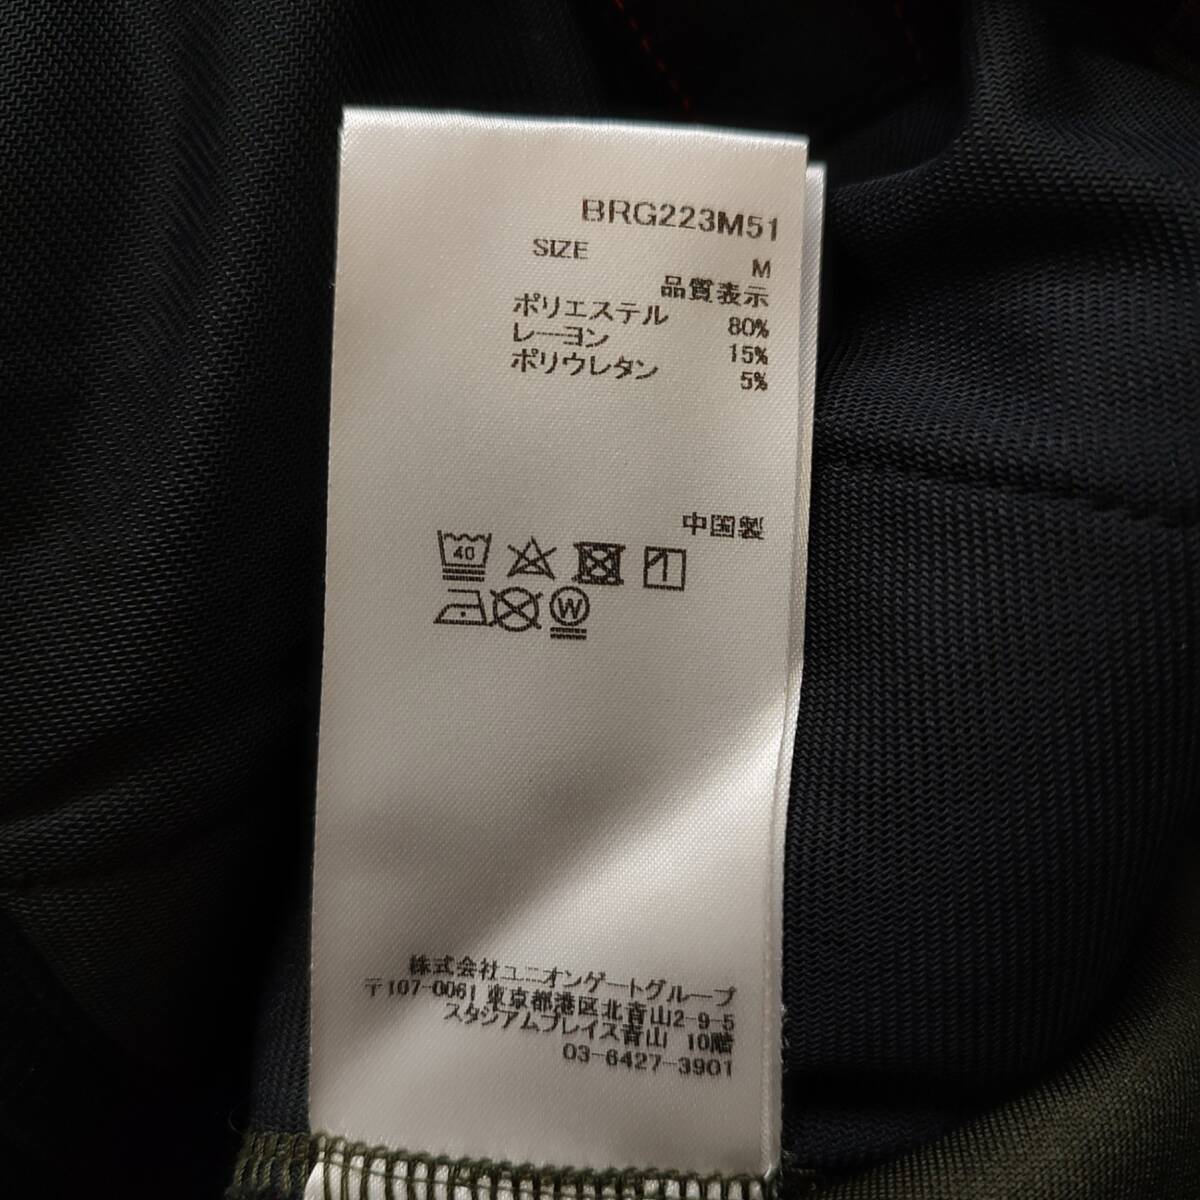 BRG223M51
SIZE M
品質表示
ポリエステル 80%
レーヨン 15%
ポリウレタン 5%
中国製
40
W
株式会社ユニオンゲートグループ
〒107-0061 東京都港区北青山2-9-5
スタジアムプレイス青山 10階
03-6427-3901